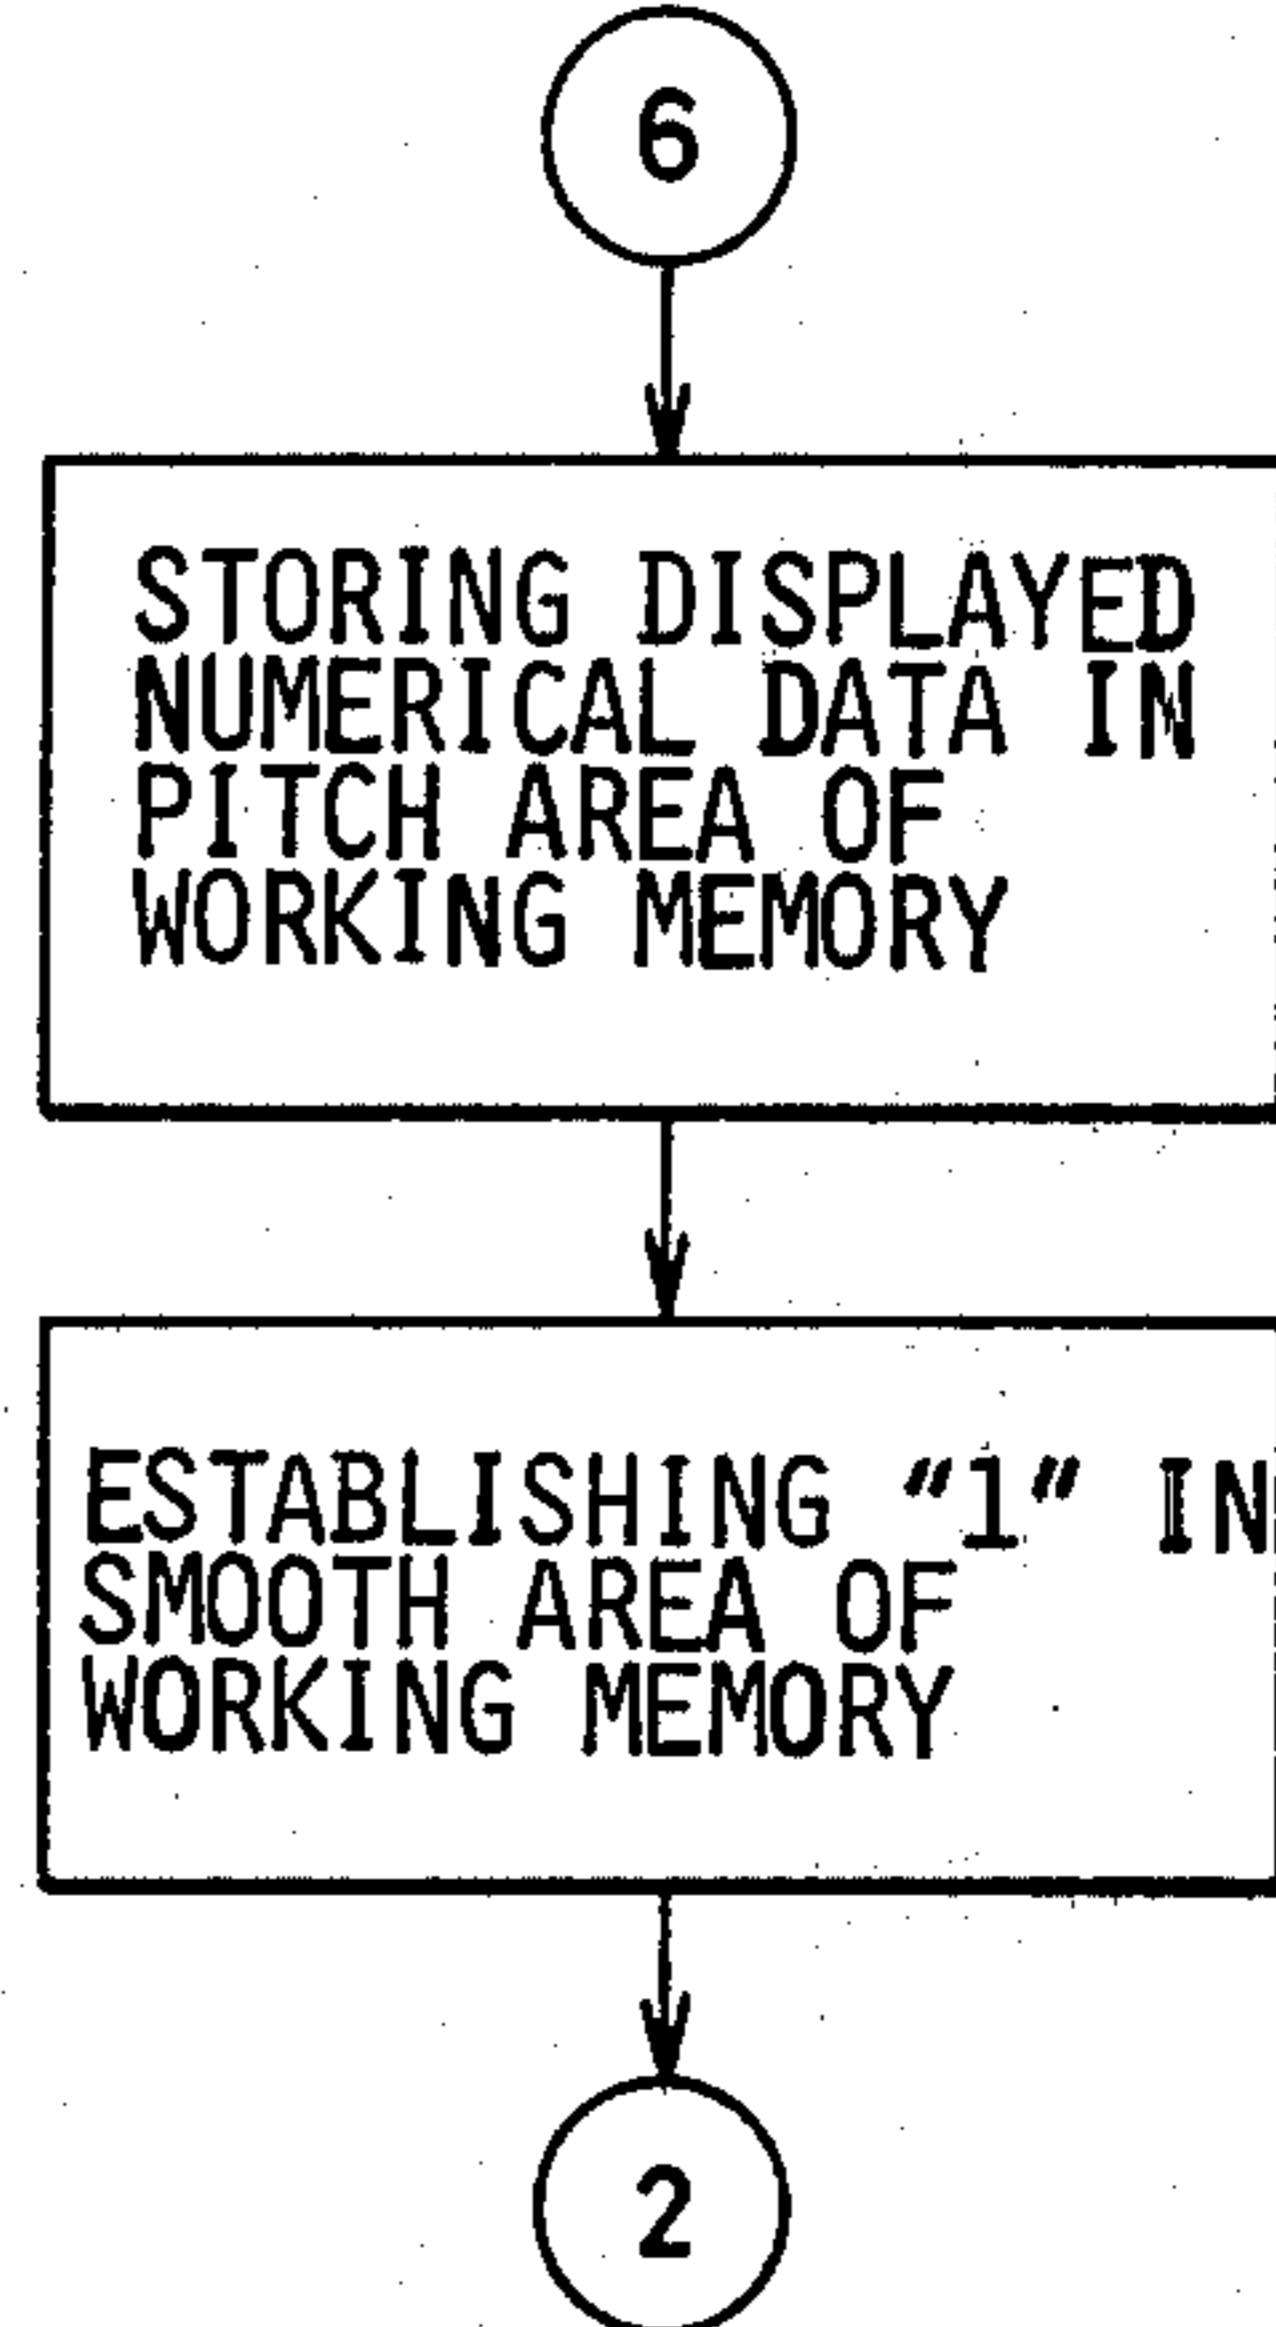 6
STORING DISPLAYED
NUMERICAL DATA IN
PITCH AREA OF
WORKING MEMORY
ESTABLISHING “1” IN
SMOOTH AREA OF
WORKING MEMORY
2